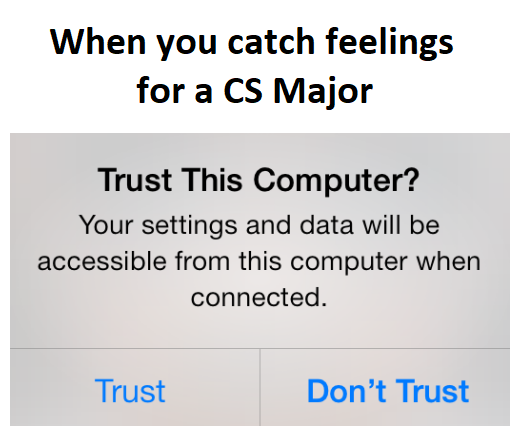 When you catch feelings
for a CS Major
Trust This Computer?
Your settings and data will be
accessible from this computer when
connected.
Trust
Don’t Trust